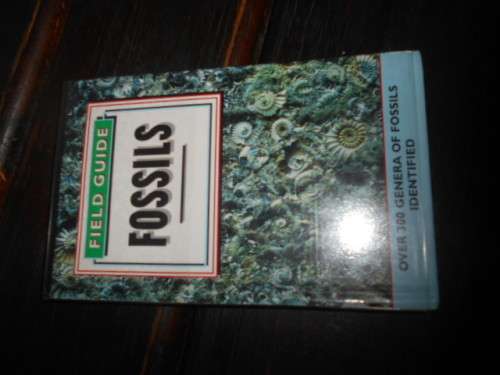 FIELD GUIDE
FOSSILS
OVER 300 GENERA OF FOSSILS
IDENTIFIED